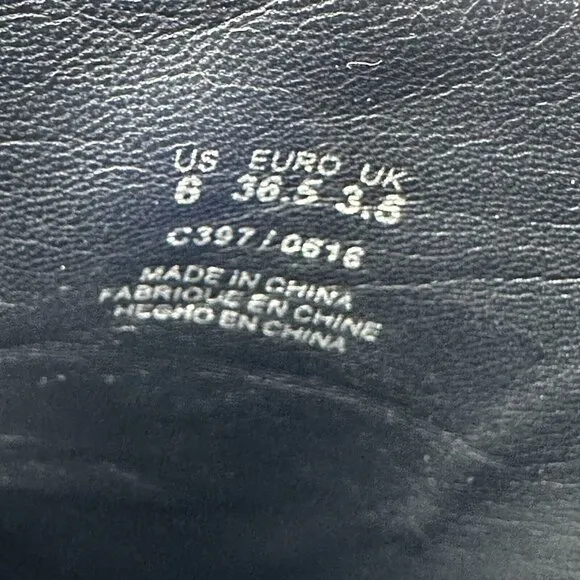 US EURO UK
6 36.5 3.5
C397/0616
MADE IN CHINA
FABRIQUE EN CHINE
HECHO EN CHINA